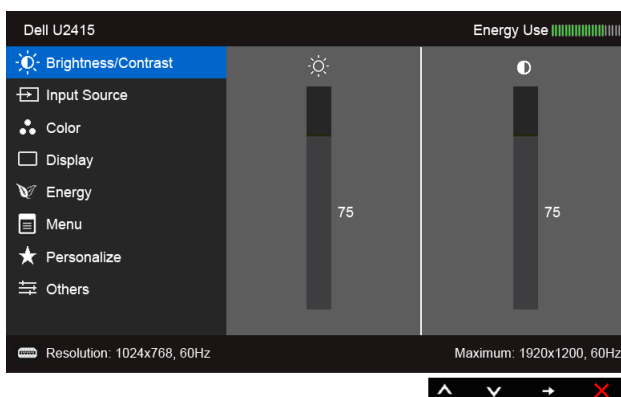 Dell U2415
Energy Use
Brightness/Contrast
Input Source
Color
Display
Energy
Menu
Personalize
Others
75
75
Resolution: 1024x768, 60Hz
Maximum: 1920x1200, 60Hz